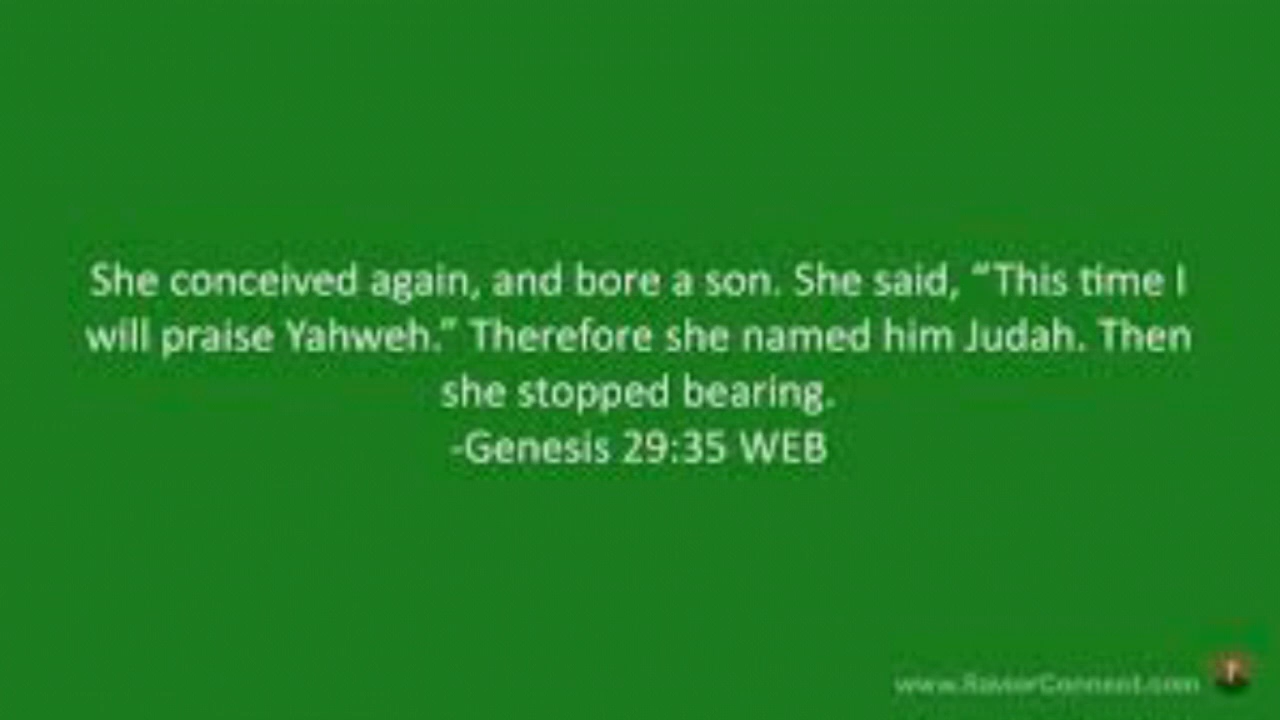 She conceived again, and bore a son. She said, “This time I
will praise Yahweh.” Therefore she named him Judah. Then
she stopped bearing.
-Genesis 29:35 WEB